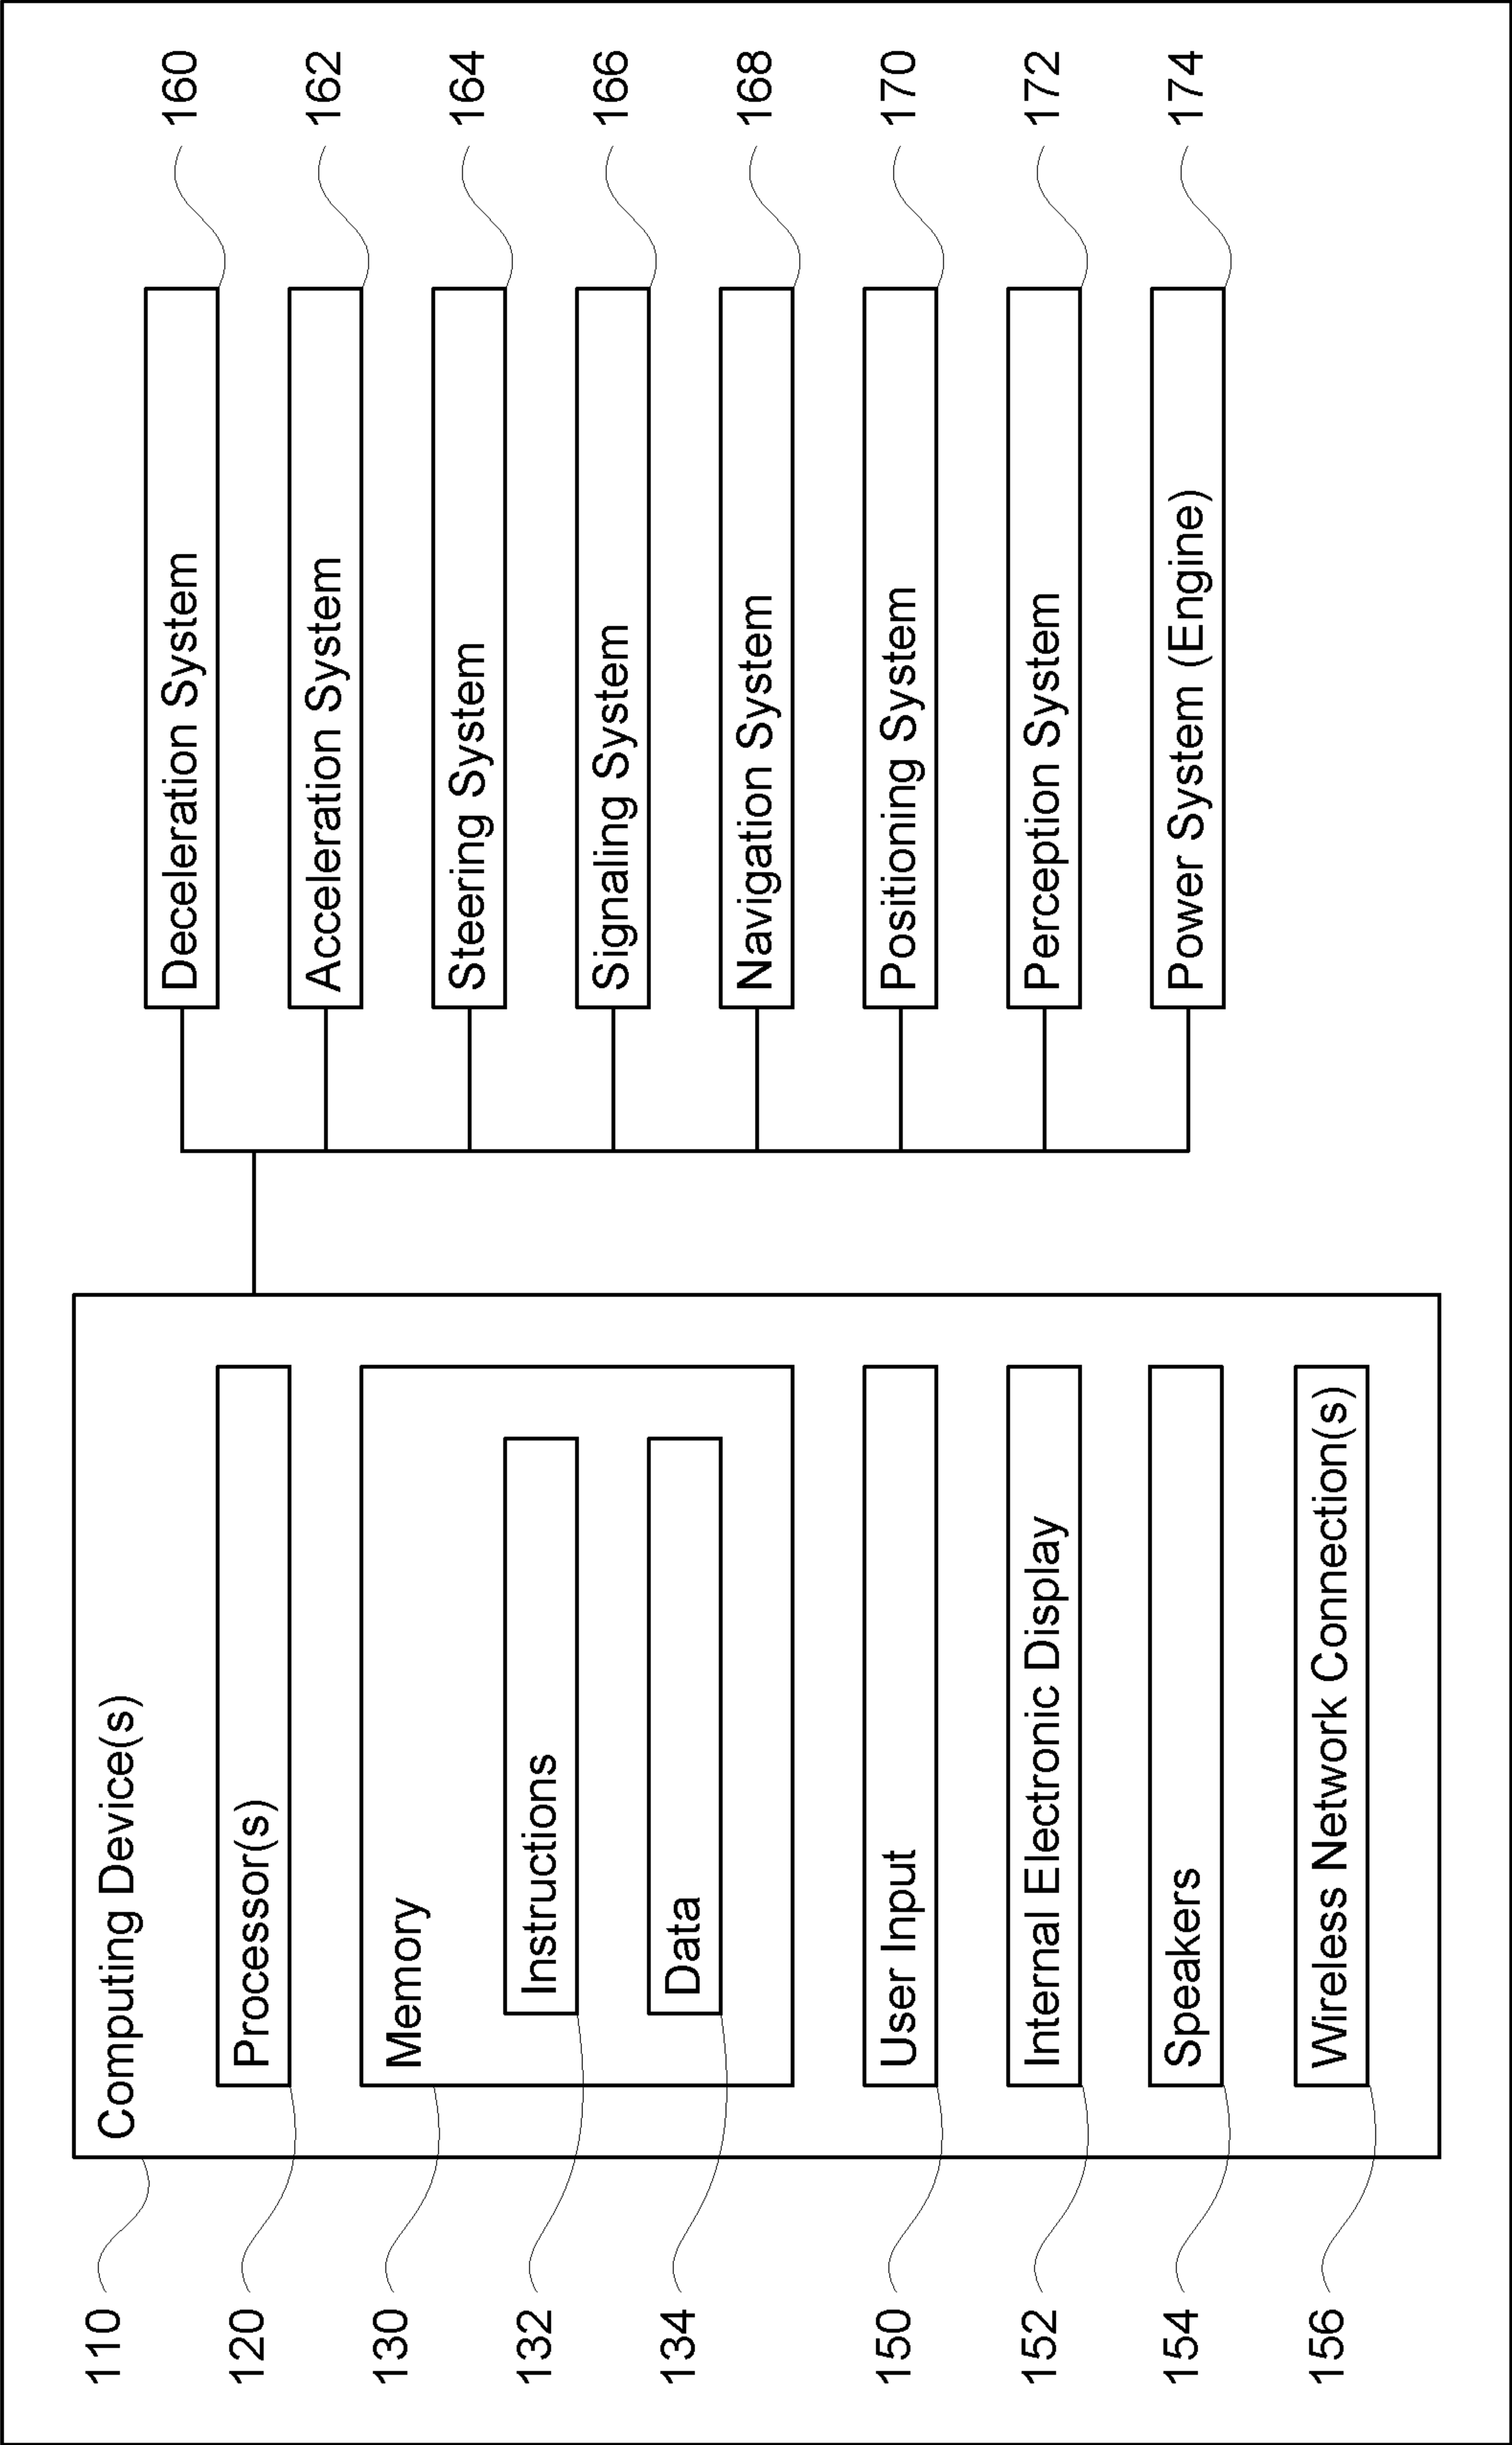 110
Computing Device(s)
120
Processor(s)
130
Memory
132
Instructions
134
Data
150
User Input
152
Internal Electronic Display
154
Speakers
156
Wireless Network Connection(s)
Deceleration System
160
Acceleration System
162
Steering System
164
Signaling System
166
Navigation System
168
Positioning System
170
Perception System
172
Power System (Engine)
174